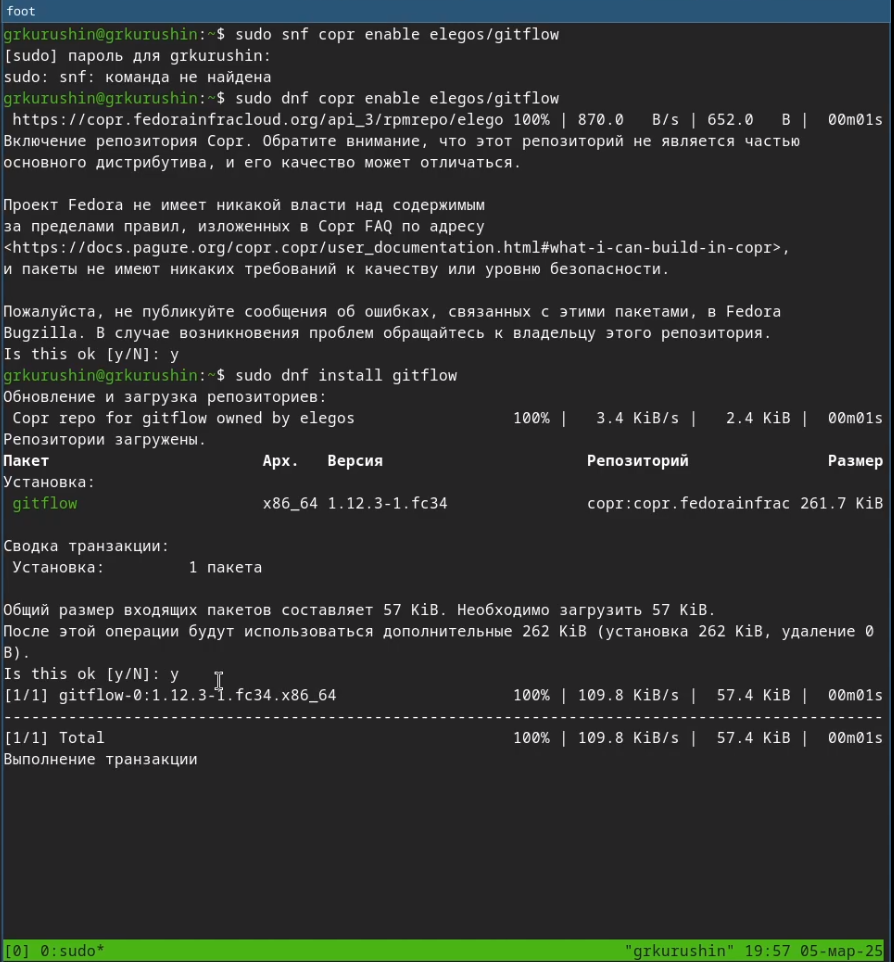 foot
grkurushin@grkurushin:~$ sudo snf copr enable elegos/gitflow
[sudo] пароль для grkurushin:
sudo: snf: команда не найдена
grkurushin@grkurushin:~$ sudo dnf copr enable elegos/gitflow
https://copr.fedorainfracloud.org/api_3/rpmrepo/elego 100% | 870.0   B/s | 652.0   B |  00m01s
Включение репозитория Copr. Обратите внимание, что этот репозиторий не является частью
основного дистрибутива, и его качество может отличаться.
Проект Fedora не имеет никакой власти над содержимым
за пределами правил, изложенных в Copr FAQ по адресу
<https://docs.pagure.org/copr.copr/user_documentation.html#what-i-can-build-in-copr>,
и пакеты не имеют никаких требований к качеству или уровню безопасности.
Пожалуйста, не публикуйте сообщения об ошибках, связанных с этими пакетами, в Fedora
Bugzilla. В случае возникновения проблем обращайтесь к владельцу этого репозитория.
Is this ok [y/N]: y
grkurushin@grkurushin:~$ sudo dnf install gitflow
Обновление и загрузка репозиториев:
Copr repo for gitflow owned by elegos                 100% |   3.4 KiB/s |   2.4 KiB |  00m01s
Репозитории загружены.
Пакет                       Арх.   Версия                      Репозиторий               Размер
Установка:
gitflow                    x86_64 1.12.3-1.fc34               copr:copr.fedorainfrac 261.7 KiB
Сводка транзакции:
Установка:         1 пакета
Общий размер входящих пакетов составляет 57 KiB. Необходимо загрузить 57 KiB.
После этой операции будут использоваться дополнительные 262 KiB (установка 262 KiB, удаление 0
B).
Is this ok [y/N]: y
[1/1] gitflow-0:1.12.3-1.fc34.x86_64                   100% | 109.8 KiB/s |  57.4 KiB |  00m01s
-----------------------------------------------------------------------------------------------
[1/1] Total                                            100% | 109.8 KiB/s |  57.4 KiB |  00m01s
Выполнение транзакции
[0] 0:sudo*                                                        "grkurushin" 19:57 05-мар-25